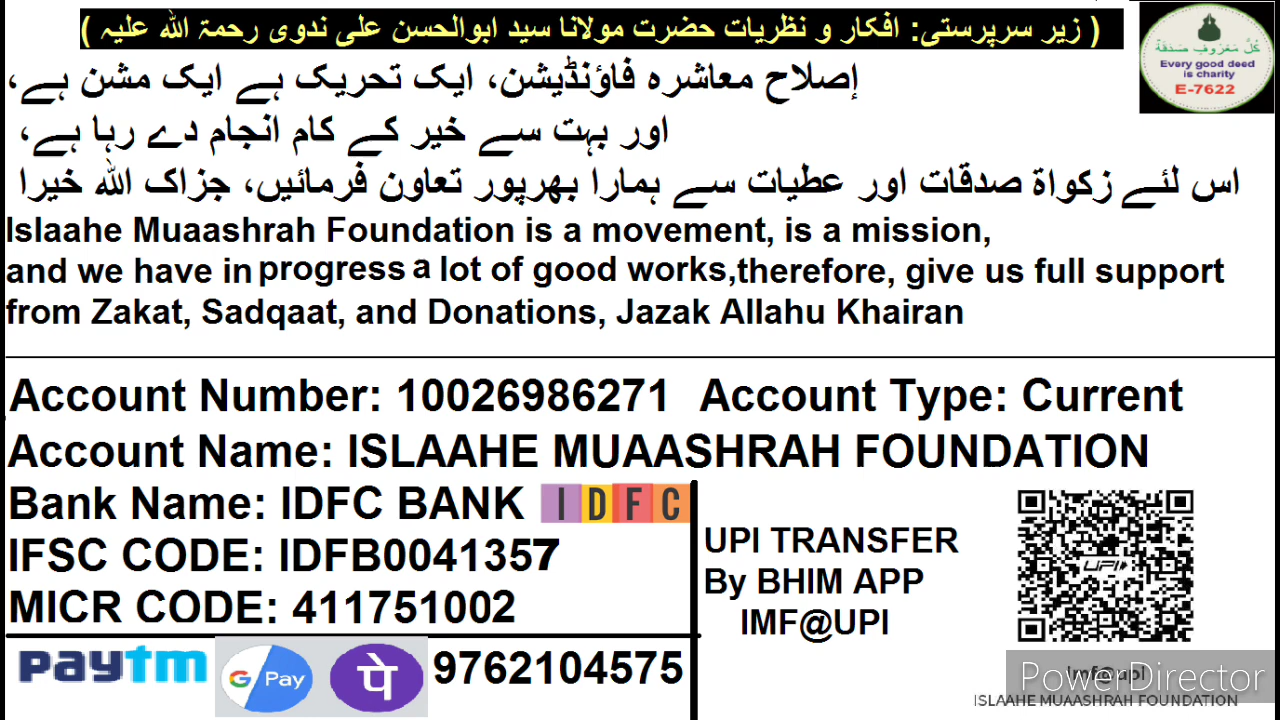 ( زیر سرپرستی: افکار و نظریات حضرت مولانا سید ابوالحسن علی ندوی رحمۃ اللہ علیہ )
كُلُّ مَعْرُوفٍ صَدَقَةٌ
Every good deed
is charity
E-7622
إصلاح معاشرہ فاؤنڈیشن، ایک تحریک ہے ایک مشن ہے،
اور بہت سے خیر کے کام انجام دے رہا ہے،
اس لئے زکواۃ صدقات اور عطیات سے ہمارا بھرپور تعاون فرمائیں، جزاک اللہ خیرا
Islaahe Muaashrah Foundation is a movement, is a mission,
and we have in progress a lot of good works,therefore, give us full support
from Zakat, Sadqaat, and Donations, Jazak Allahu Khairan
Account Number: 10026986271 Account Type: Current
Account Name: ISLAAHE MUAASHRAH FOUNDATION
Bank Name: IDFC BANK IDFC
IFSC CODE: IDFB0041357
MICR CODE: 411751002
UPI TRANSFER
By BHIM APP
IMF@UPI
UPI
paytm G Pay पे 9762104575
imf@upi
PowerDirector
ISLAAHE MUAASHRAH FOUNDATION